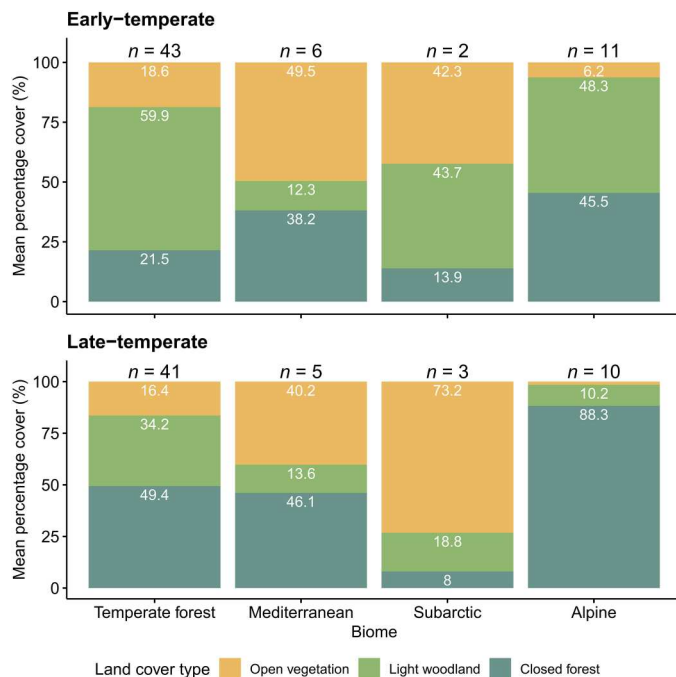 Early−temperate
n = 43 n = 6 n = 2 n = 11
Mean percentage cover (%)
100
75
50
25
0
18.6 49.5 42.3 6.2
59.9 12.3 43.7 48.3
21.5 38.2 13.9 45.5
Late−temperate
n = 41 n = 5 n = 3 n = 10
Mean percentage cover (%)
100
75
50
25
0
16.4 40.2 73.2
34.2 13.6 18.8 10.2
49.4 46.1 8 88.3
Temperate forest Mediterranean Subarctic Alpine
Biome
Land cover type Open vegetation Light woodland Closed forest